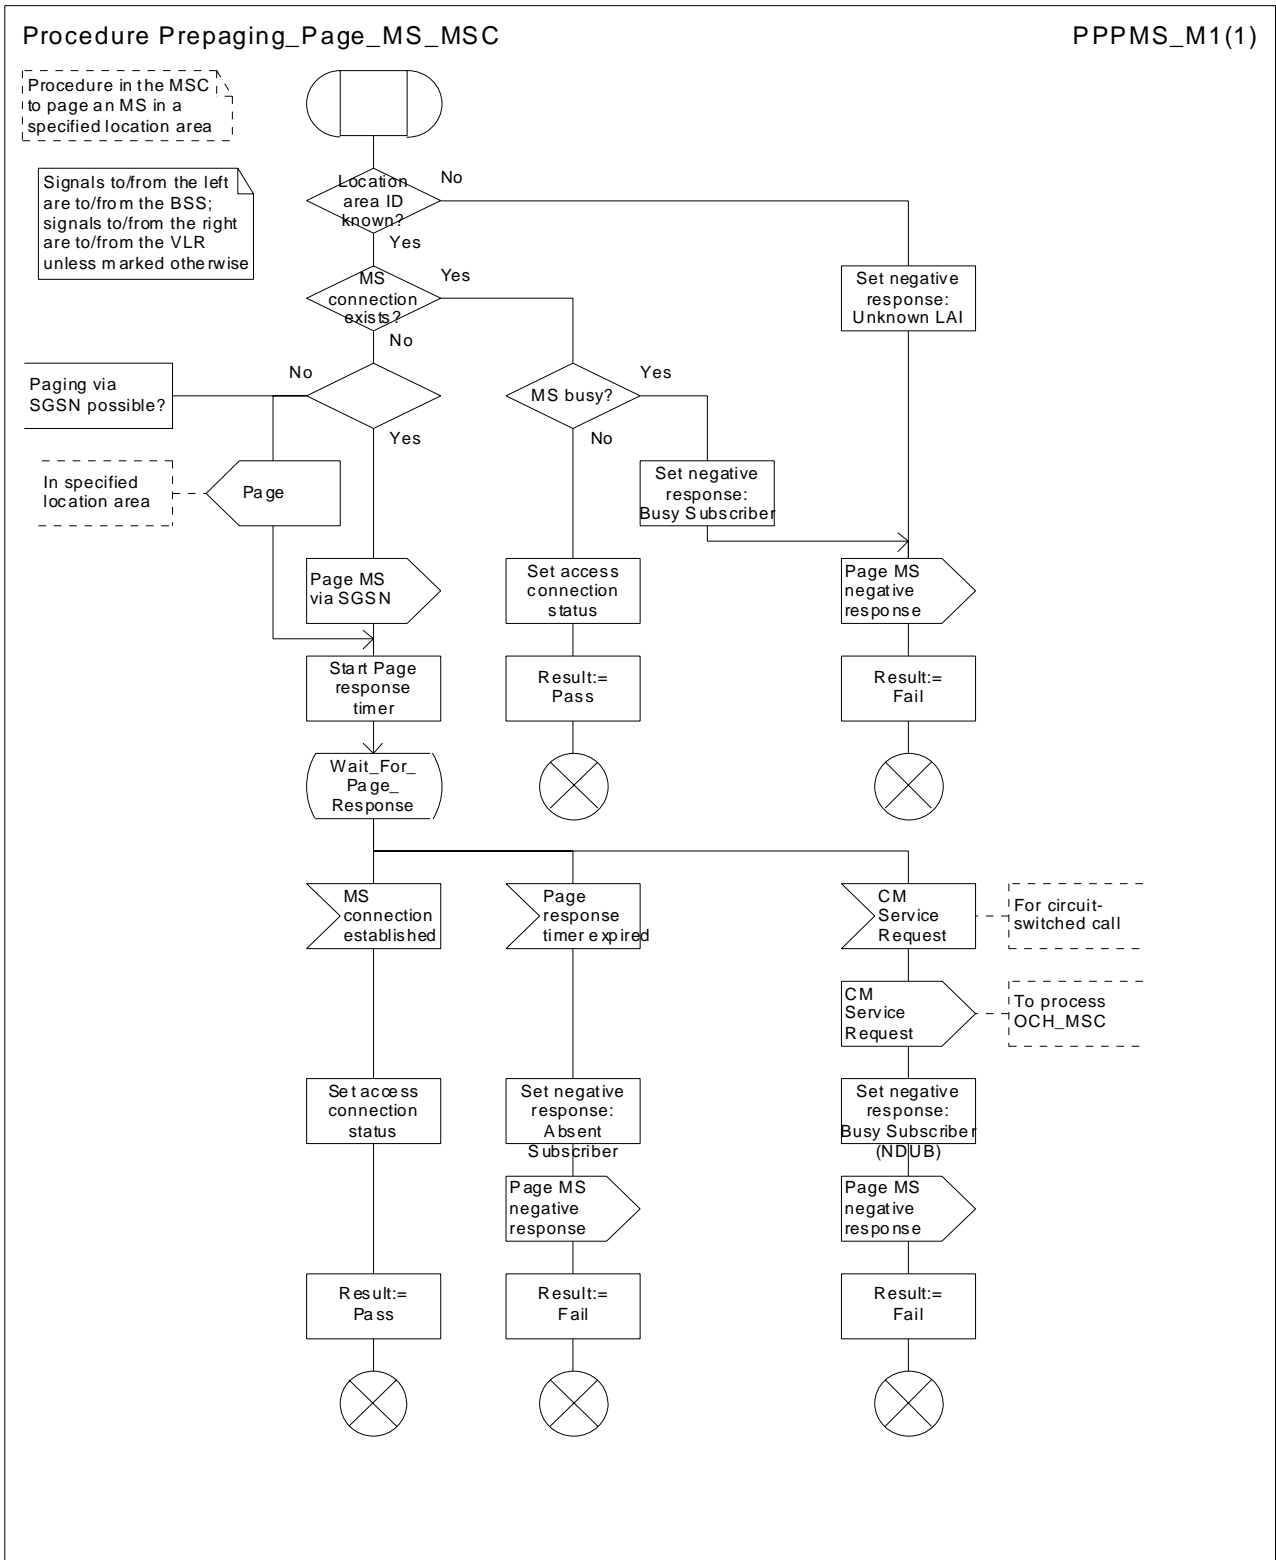 Procedure Prepaging_Page_MS_MSC
PPPMS_M1(1)
Procedure in the MSC
to page an MS in a
specified location area
Signals to/from the left
are to/from the BSS;
signals to/from the right
are to/from the VLR
unless marked otherwise
Location
area ID
known?
No
Yes
MS
connection
exists?
Yes
No
Set negative
response:
Unknown LAI
Paging via
SGSN possible?
No
Yes
MS busy?
Yes
No
In specified
location area
Page
Set negative
response:
Busy Subscriber
Page MS
via SGSN
Set access
connection
status
Page MS
negative
response
Start Page
response
timer
Result:=
Pass
Result:=
Fail
Wait_For_
Page_
Response
MS
connection
established
Page
response
timer expired
CM
Service
Request
For circuit-
switched call
CM
Service
Request
To process
OCH_MSC
Set access
connection
status
Set negative
response:
Absent
Subscriber
Set negative
response:
Busy Subscriber
(NDUB)
Page MS
negative
response
Page MS
negative
response
Result:=
Pass
Result:=
Fail
Result:=
Fail